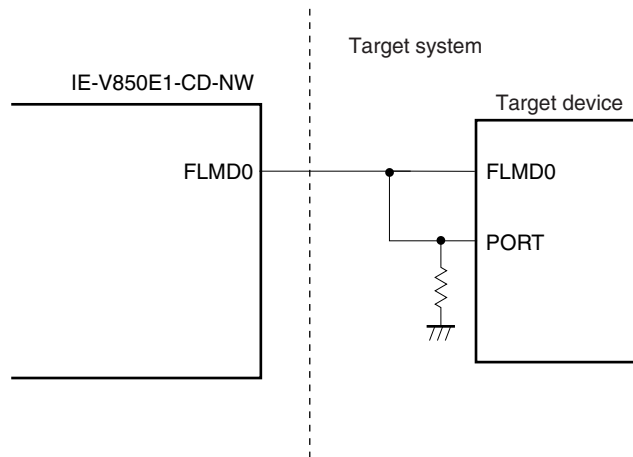 Target system
IE-V850E1-CD-NW
Target device
FLMD0
FLMD0
PORT